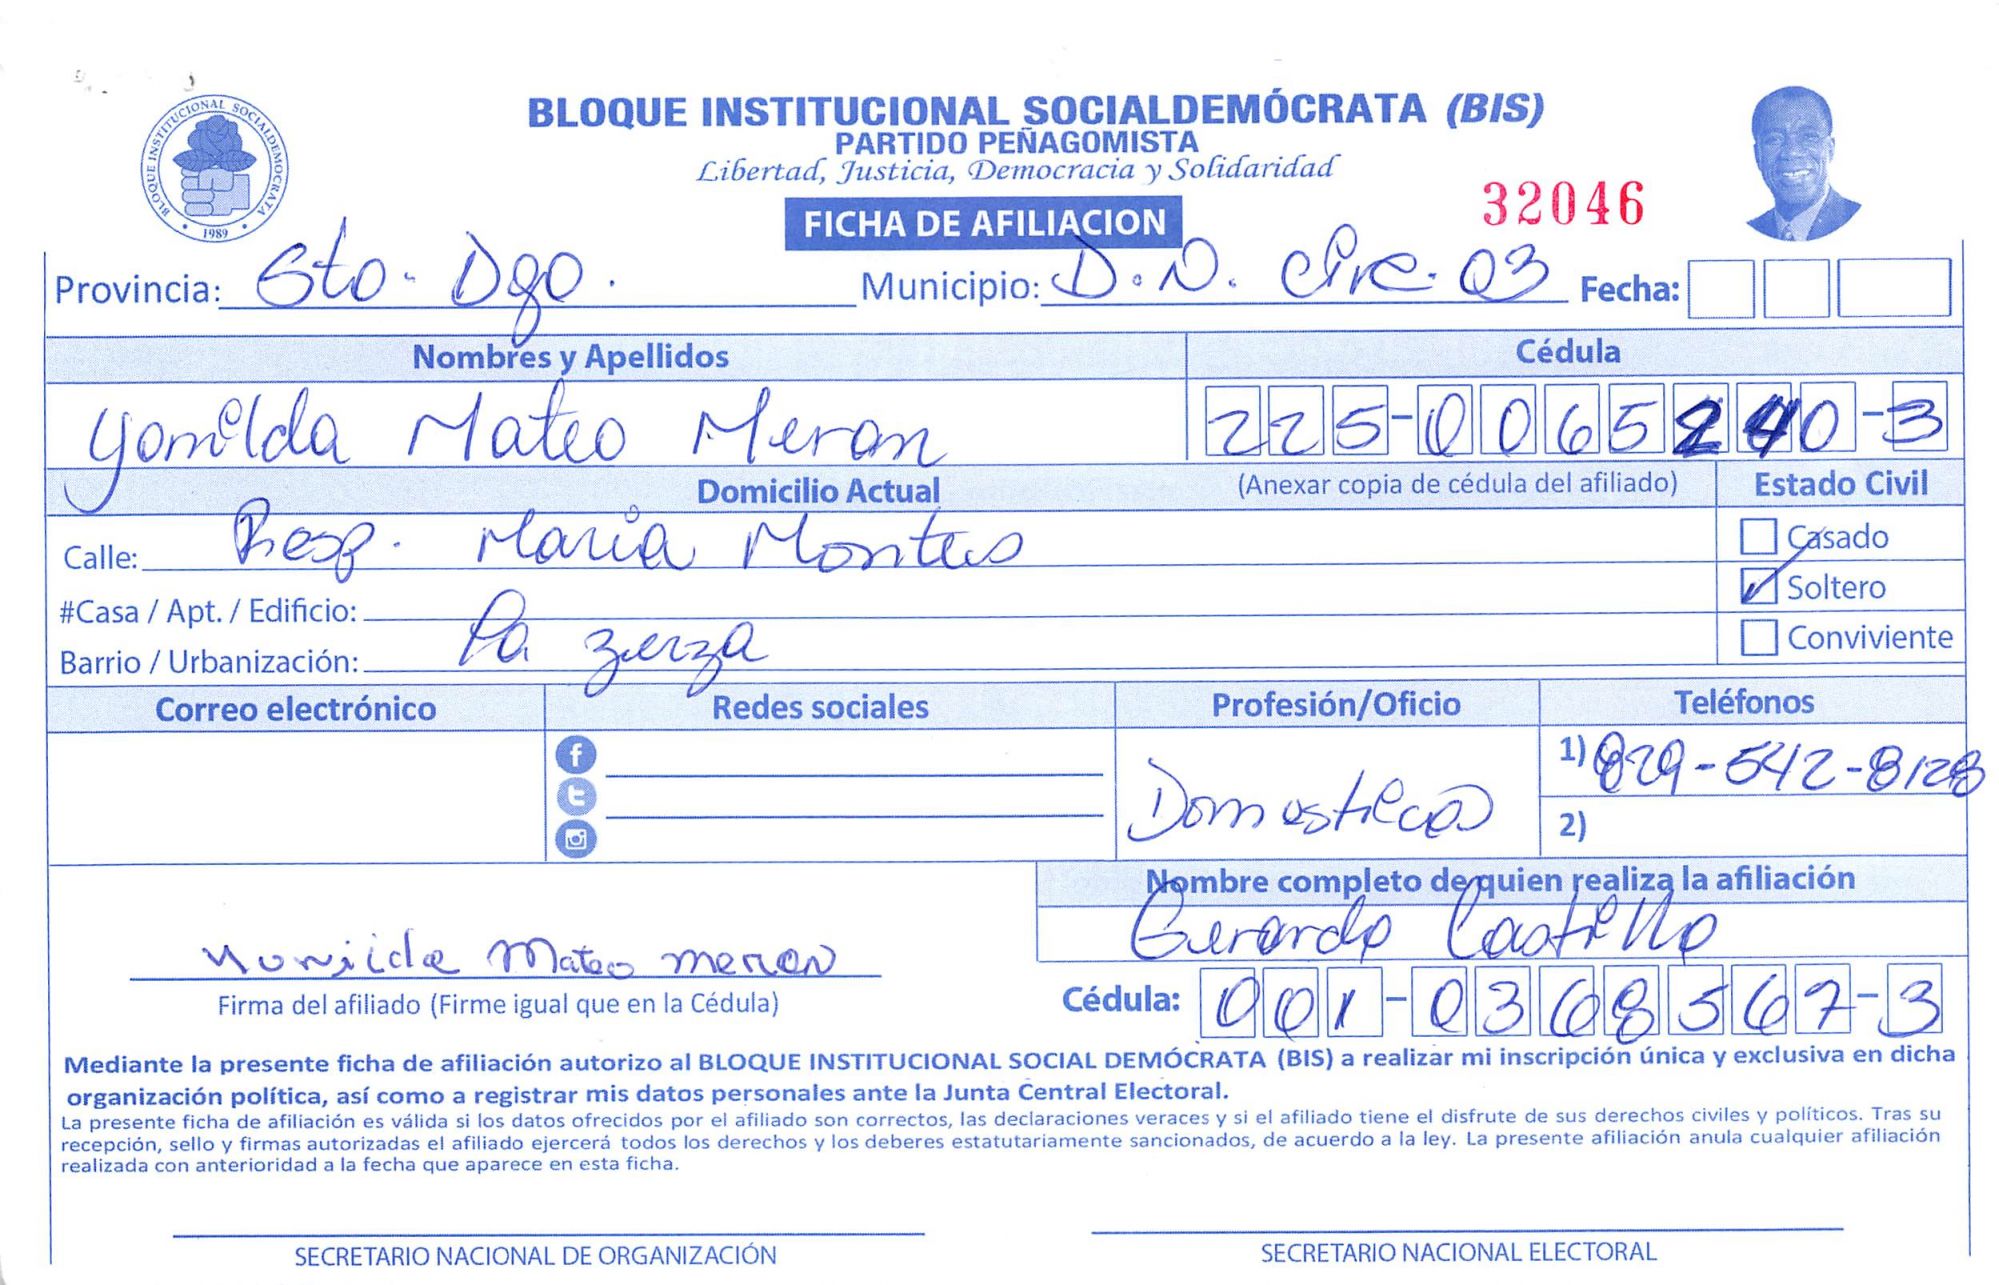 BLOQUE INSTITUCIONAL SOCIALDEMOCRATA
1989
BLOQUE INSTITUCIONAL SOCIALDEMÓCRATA (BIS)
PARTIDO PEÑAGOMISTA
Libertad, Justicia, Democracia y Solidaridad
32046
FICHA DE AFILIACION
Provincia: Sto. Dgo. Municipio: D.N. Circ. 03 Fecha:
Nombres y Apellidos Cédula
Yomilda Mateo Meran 225-0065240-3
Domicilio Actual (Anexar copia de cédula del afiliado) Estado Civil
Calle: Resp. Maria Montes Casado
#Casa / Apt. / Edificio: Soltero
Barrio / Urbanización: La zurza Conviviente
Correo electrónico Redes sociales Profesión/Oficio Teléfonos
1) 829-542-8128
Domestica
2)
Nombre completo de quien realiza la afiliación
Gerardo Castillo
Mateo meran
Firma del afiliado (Firme igual que en la Cédula) Cédula: 001-0368567-3
Mediante la presente ficha de afiliación autorizo al BLOQUE INSTITUCIONAL SOCIAL DEMÓCRATA (BIS) a realizar mi inscripción única y exclusiva en dicha
organización política, así como a registrar mis datos personales ante la Junta Central Electoral.
La presente ficha de afiliación es válida si los datos ofrecidos por el afiliado son correctos, las declaraciones veraces y si el afiliado tiene el disfrute de sus derechos civiles y políticos. Tras su
recepción, sello y firmas autorizadas el afiliado ejercerá todos los derechos y los deberes estatutariamente sancionados, de acuerdo a la ley. La presente afiliación anula cualquier afiliación
realizada con anterioridad a la fecha que aparece en esta ficha.
SECRETARIO NACIONAL DE ORGANIZACIÓN SECRETARIO NACIONAL ELECTORAL